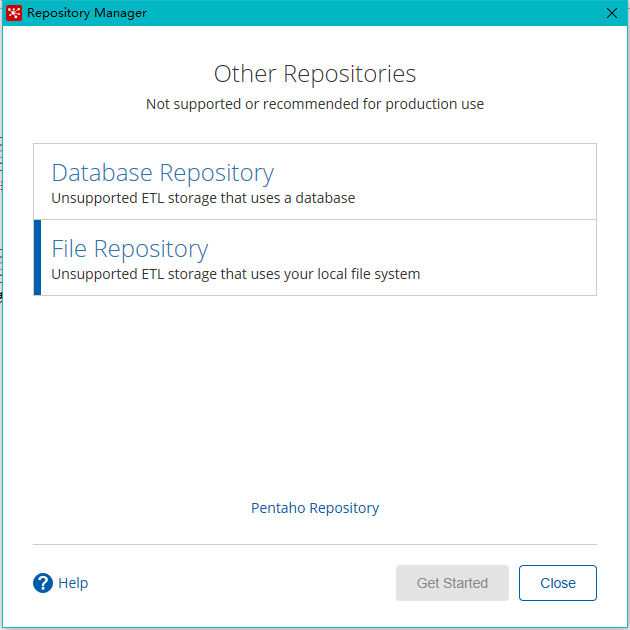 Repository Manager
Other Repositories
Not supported or recommended for production use
Database Repository
Unsupported ETL storage that uses a database
File Repository
Unsupported ETL storage that uses your local file system
Pentaho Repository
? Help
Get Started
Close